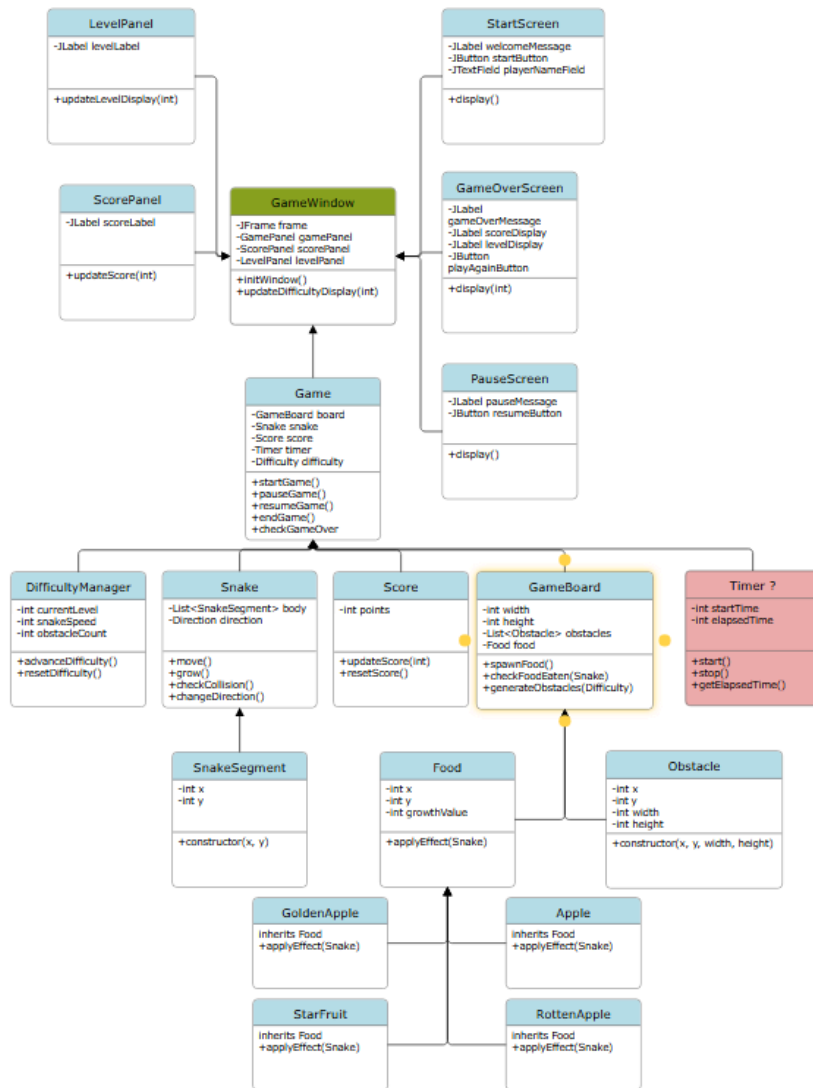 LevelPanel
-JLabel levelLabel
+updateLevelDisplay(int)
StartScreen
-JLabel welcomeMessage
-JButton startButton
-JTextField playerNameField
+display()
ScorePanel
-JLabel scoreLabel
+updateScore(int)
GameWindow
-JFrame frame
-GamePanel gamePanel
-ScorePanel scorePanel
-LevelPanel levelPanel
+initWindow()
+updateDifficultyDisplay(int)
GameOverScreen
-JLabel
gameOverMessage
-JLabel scoreDisplay
-JLabel levelDisplay
-JButton
playAgainButton
+display(int)
Game
-GameBoard board
-Snake snake
-Score score
-Timer timer
-Difficulty difficulty
+startGame()
+pauseGame()
+resumeGame()
+endGame()
+checkGameOver
PauseScreen
-JLabel pauseMessage
-JButton resumeButton
+display()
DifficultyManager
-int currentLevel
-int snakeSpeed
-int obstacleCount
+advanceDifficulty()
+resetDifficulty()
Snake
-List<SnakeSegment> body
-Direction direction
+move()
+grow()
+checkCollision()
+changeDirection()
Score
-int points
+updateScore(int)
+resetScore()
GameBoard
-int width
-int height
-List<Obstacle> obstacles
-Food food
+spawnFood()
+checkFoodEaten(Snake)
+generateObstacles(Difficulty)
Timer ?
-int startTime
-int elapsedTime
+start()
+stop()
+getElapsedTime()
SnakeSegment
-int x
-int y
+constructor(x, y)
Food
-int x
-int y
-int growthValue
+applyEffect(Snake)
Obstacle
-int x
-int y
-int width
-int height
+constructor(x, y, width, height)
GoldenApple
inherits Food
+applyEffect(Snake)
Apple
inherits Food
+applyEffect(Snake)
StarFruit
inherits Food
+applyEffect(Snake)
RottenApple
inherits Food
+applyEffect(Snake)